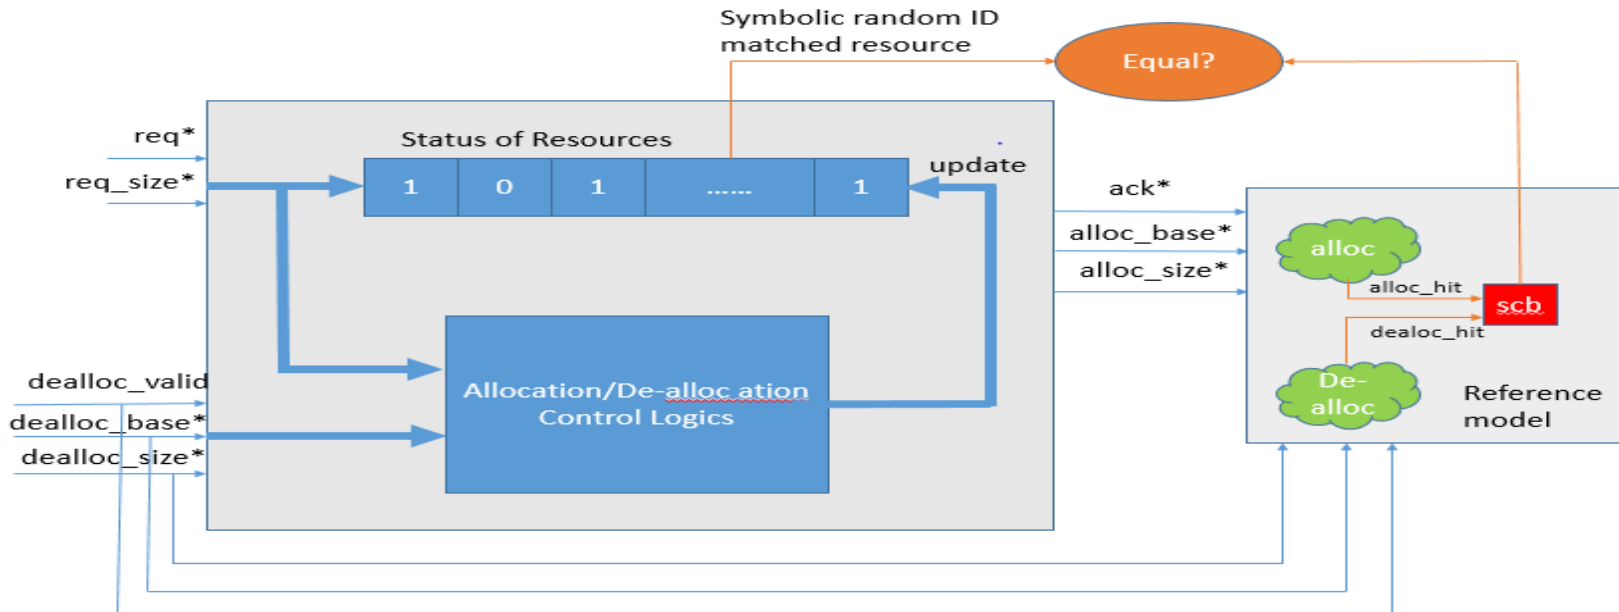 Symbolic random ID
matched resource
Equal?
req*
req_size*
Status of Resources
1 0 1 ...... 1
update
ack*
alloc_base*
alloc_size*
alloc
alloc_hit
scb
dealoc_hit
De-
alloc
Reference
model
dealloc_valid
dealloc_base*
dealloc_size*
Allocation/De-alloc ation
Control Logics